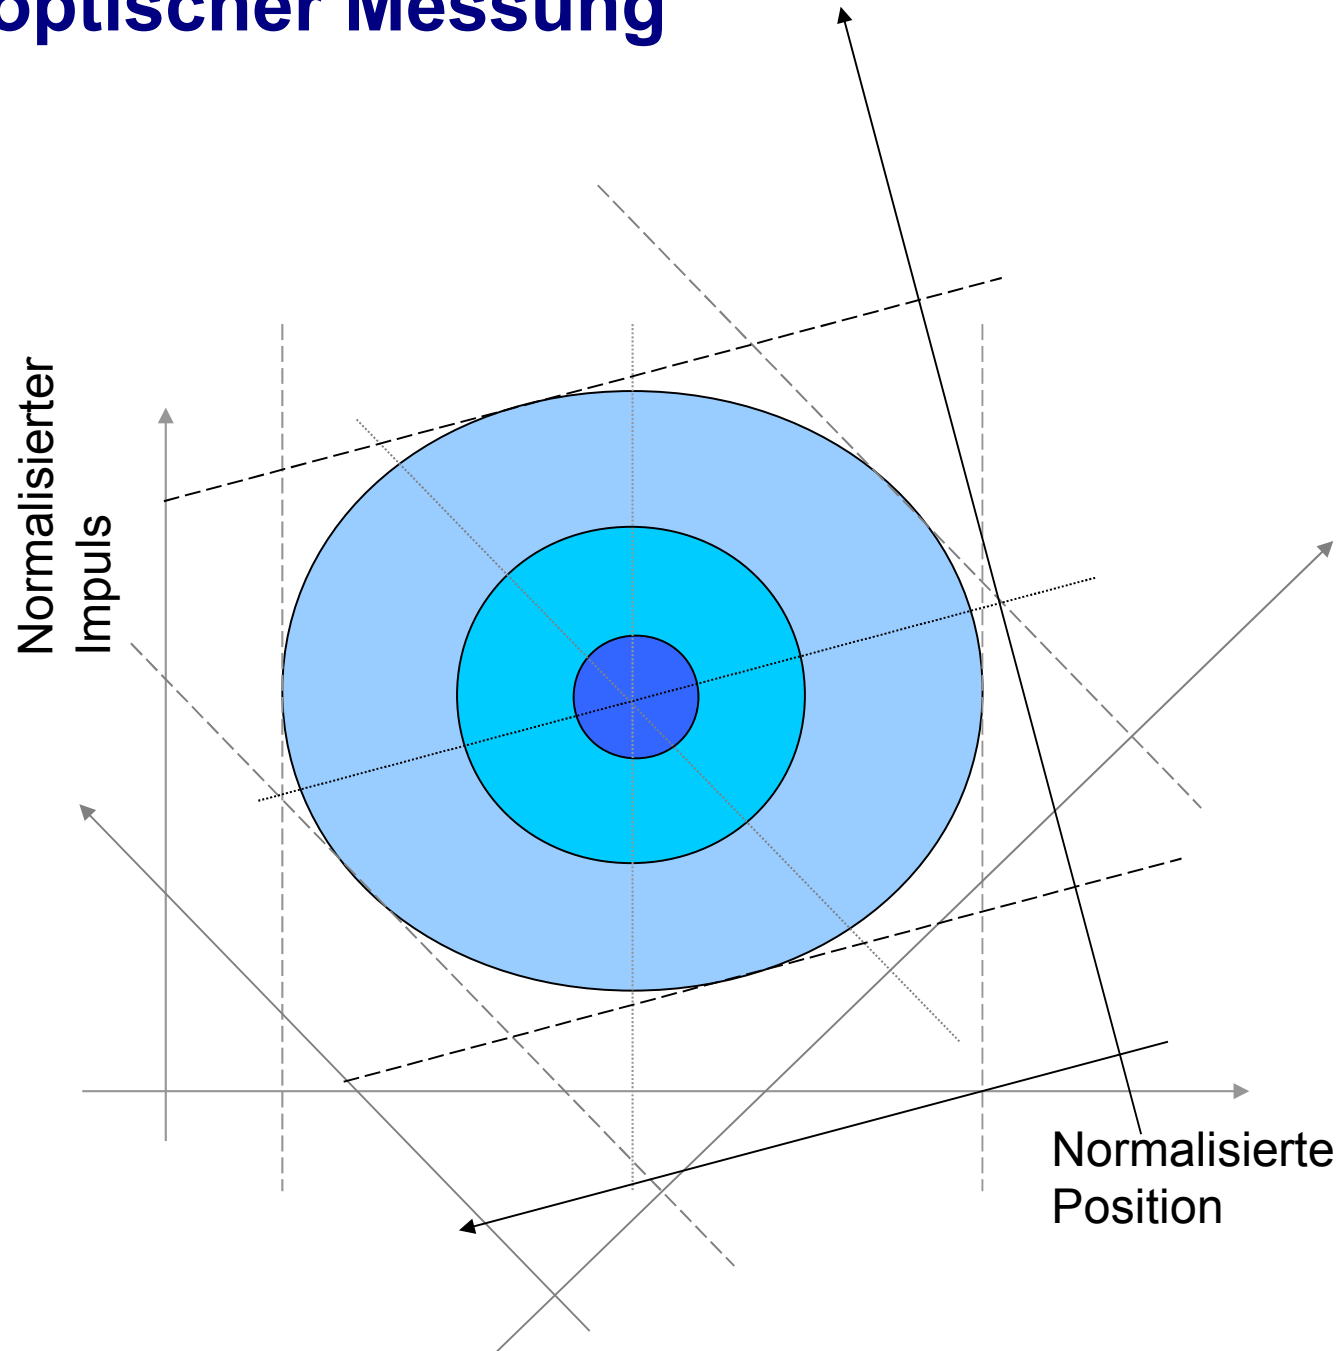 optischer Messung
Normalisierter
Impuls
Normalisierte
Position